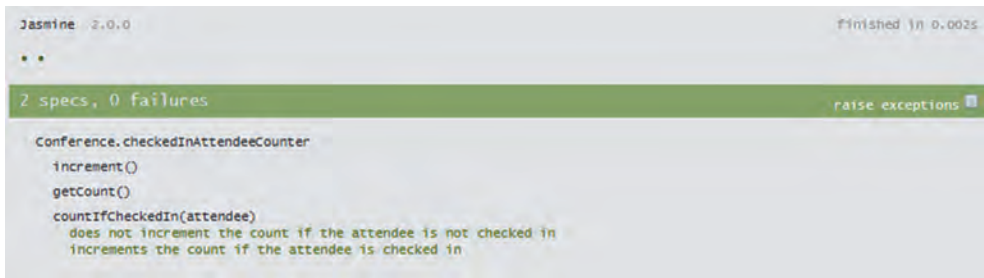 Jasmine 2.0.0
finished in 0.002s
• •
2 specs, 0 failures
raise exceptions
Conference.checkedInAttendeeCounter
increment()
getCount()
countIfCheckedIn(attendee)
does not increment the count if the attendee is not checked in
increments the count if the attendee is checked in